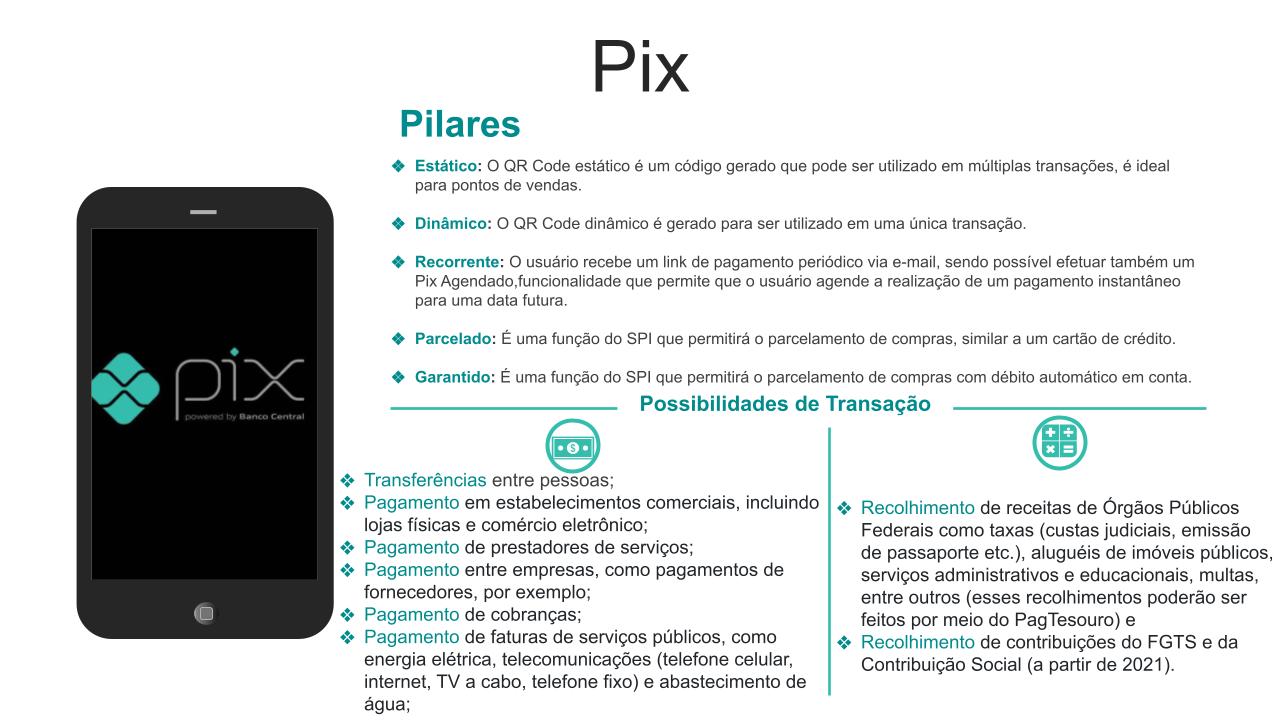 Pix
Pilares
❖ Estático: O QR Code estático é um código gerado que pode ser utilizado em múltiplas transações, é ideal
para pontos de vendas.
❖ Dinâmico: O QR Code dinâmico é gerado para ser utilizado em uma única transação.
❖ Recorrente: O usuário recebe um link de pagamento periódico via e-mail, sendo possível efetuar também um
Pix Agendado,funcionalidade que permite que o usuário agende a realização de um pagamento instantâneo
para uma data futura.
❖ Parcelado: É uma função do SPI que permitirá o parcelamento de compras, similar a um cartão de crédito.
❖ Garantido: É uma função do SPI que permitirá o parcelamento de compras com débito automático em conta.
pix
powered by Banco Central
Possibilidades de Transação
❖ Transferências entre pessoas;
❖ Pagamento em estabelecimentos comerciais, incluindo
lojas físicas e comércio eletrônico;
❖ Pagamento de prestadores de serviços;
❖ Pagamento entre empresas, como pagamentos de
fornecedores, por exemplo;
❖ Pagamento de cobranças;
❖ Pagamento de faturas de serviços públicos, como
energia elétrica, telecomunicações (telefone celular,
internet, TV a cabo, telefone fixo) e abastecimento de
água;
❖ Recolhimento de receitas de Órgãos Públicos
Federais como taxas (custas judiciais, emissão
de passaporte etc.), aluguéis de imóveis públicos,
serviços administrativos e educacionais, multas,
entre outros (esses recolhimentos poderão ser
feitos por meio do PagTesouro) e
❖ Recolhimento de contribuições do FGTS e da
Contribuição Social (a partir de 2021).